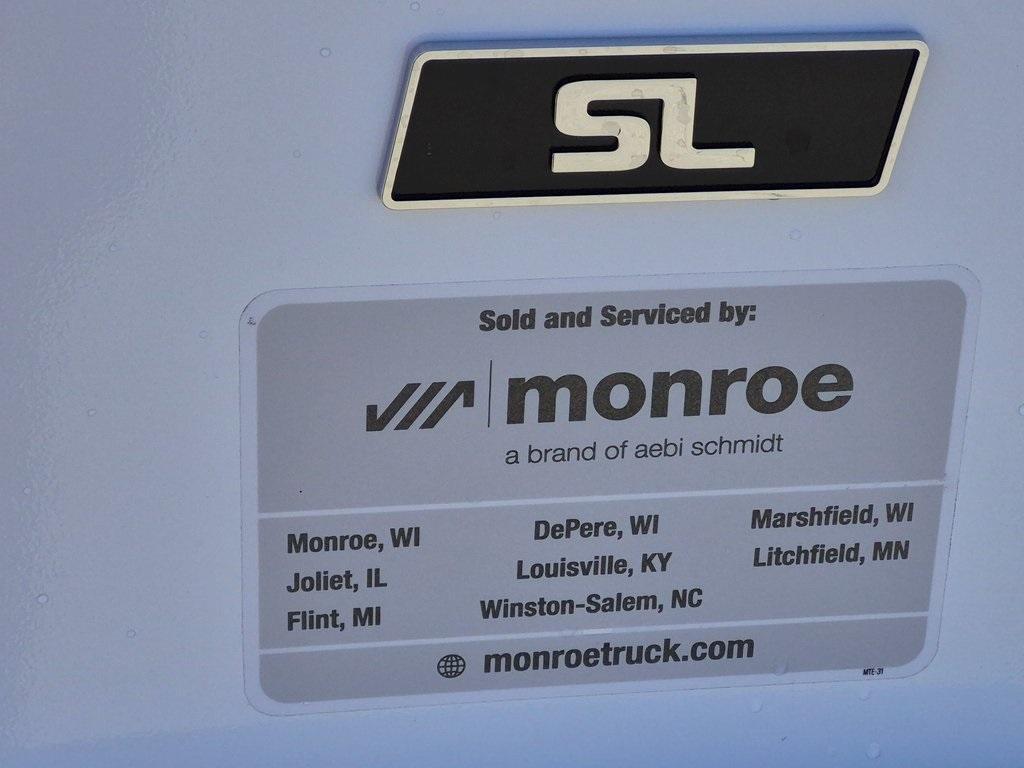 SL
Sold and Serviced by:
monroe
a brand of aebi schmidt
Monroe, WI DePere, WI Marshfield, WI
Joliet, IL Louisville, KY Litchfield, MN
Flint, MI Winston-Salem, NC
monroetruck.com
MTE-31